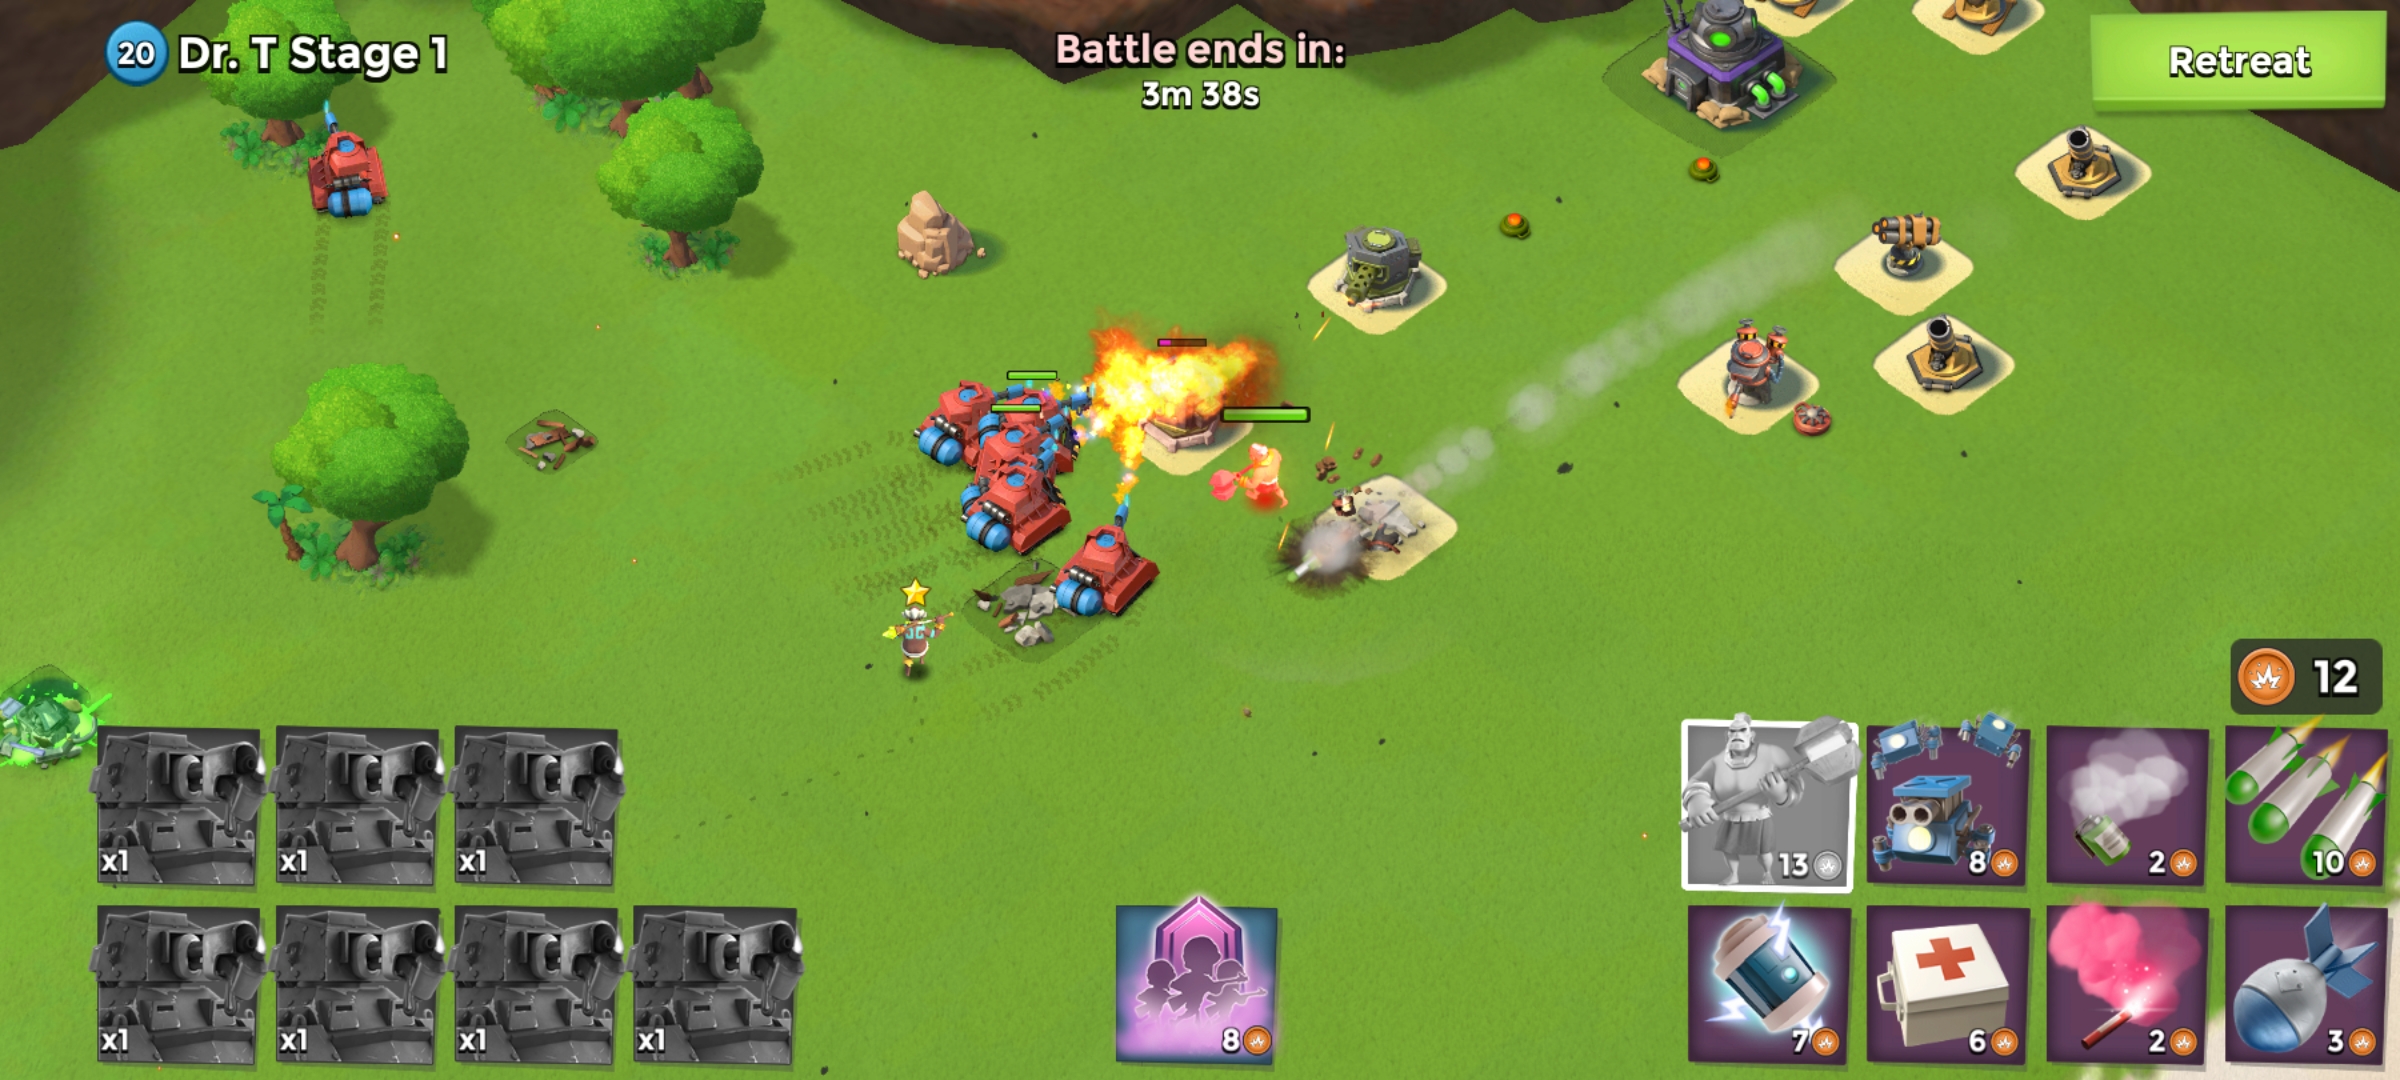 20 Dr. T Stage 1
Battle ends in:
3m 38s
Retreat
12
x1 x1 x1
13 8 2 10
x1 x1 x1 x1
8
7 6 2 3